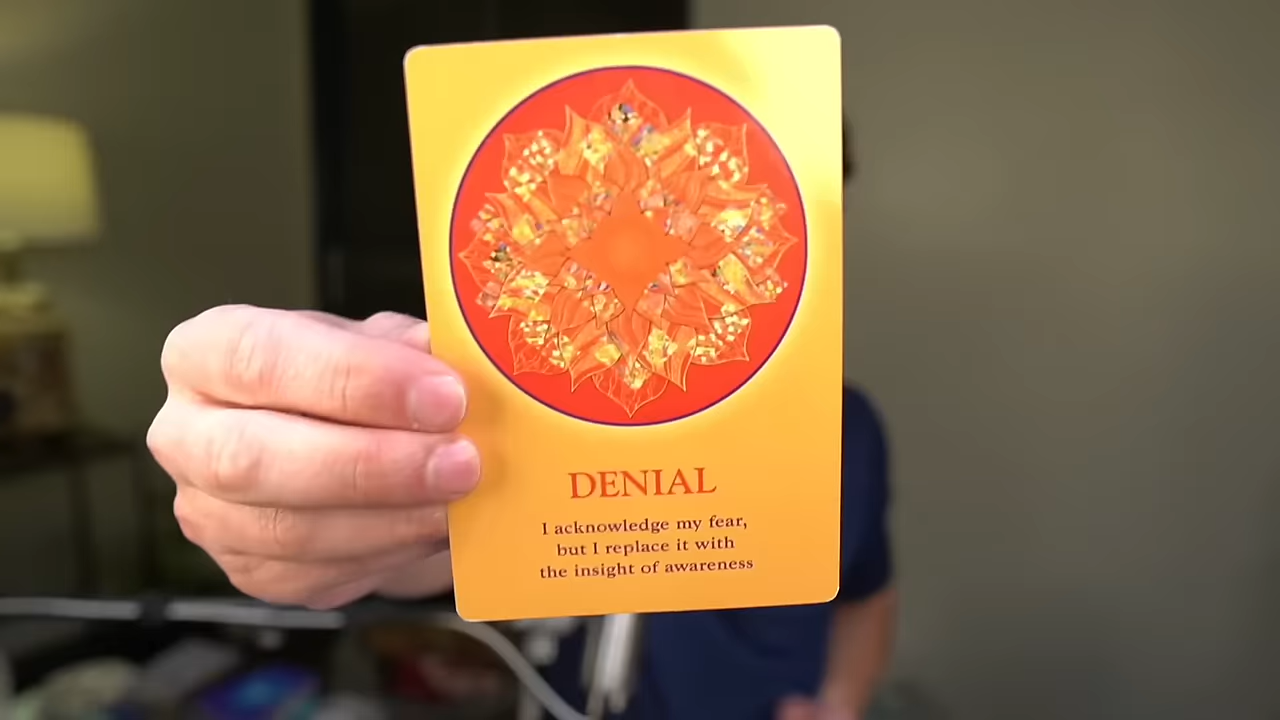 DENIAL
I acknowledge my fear,
but I replace it with
the insight of awareness